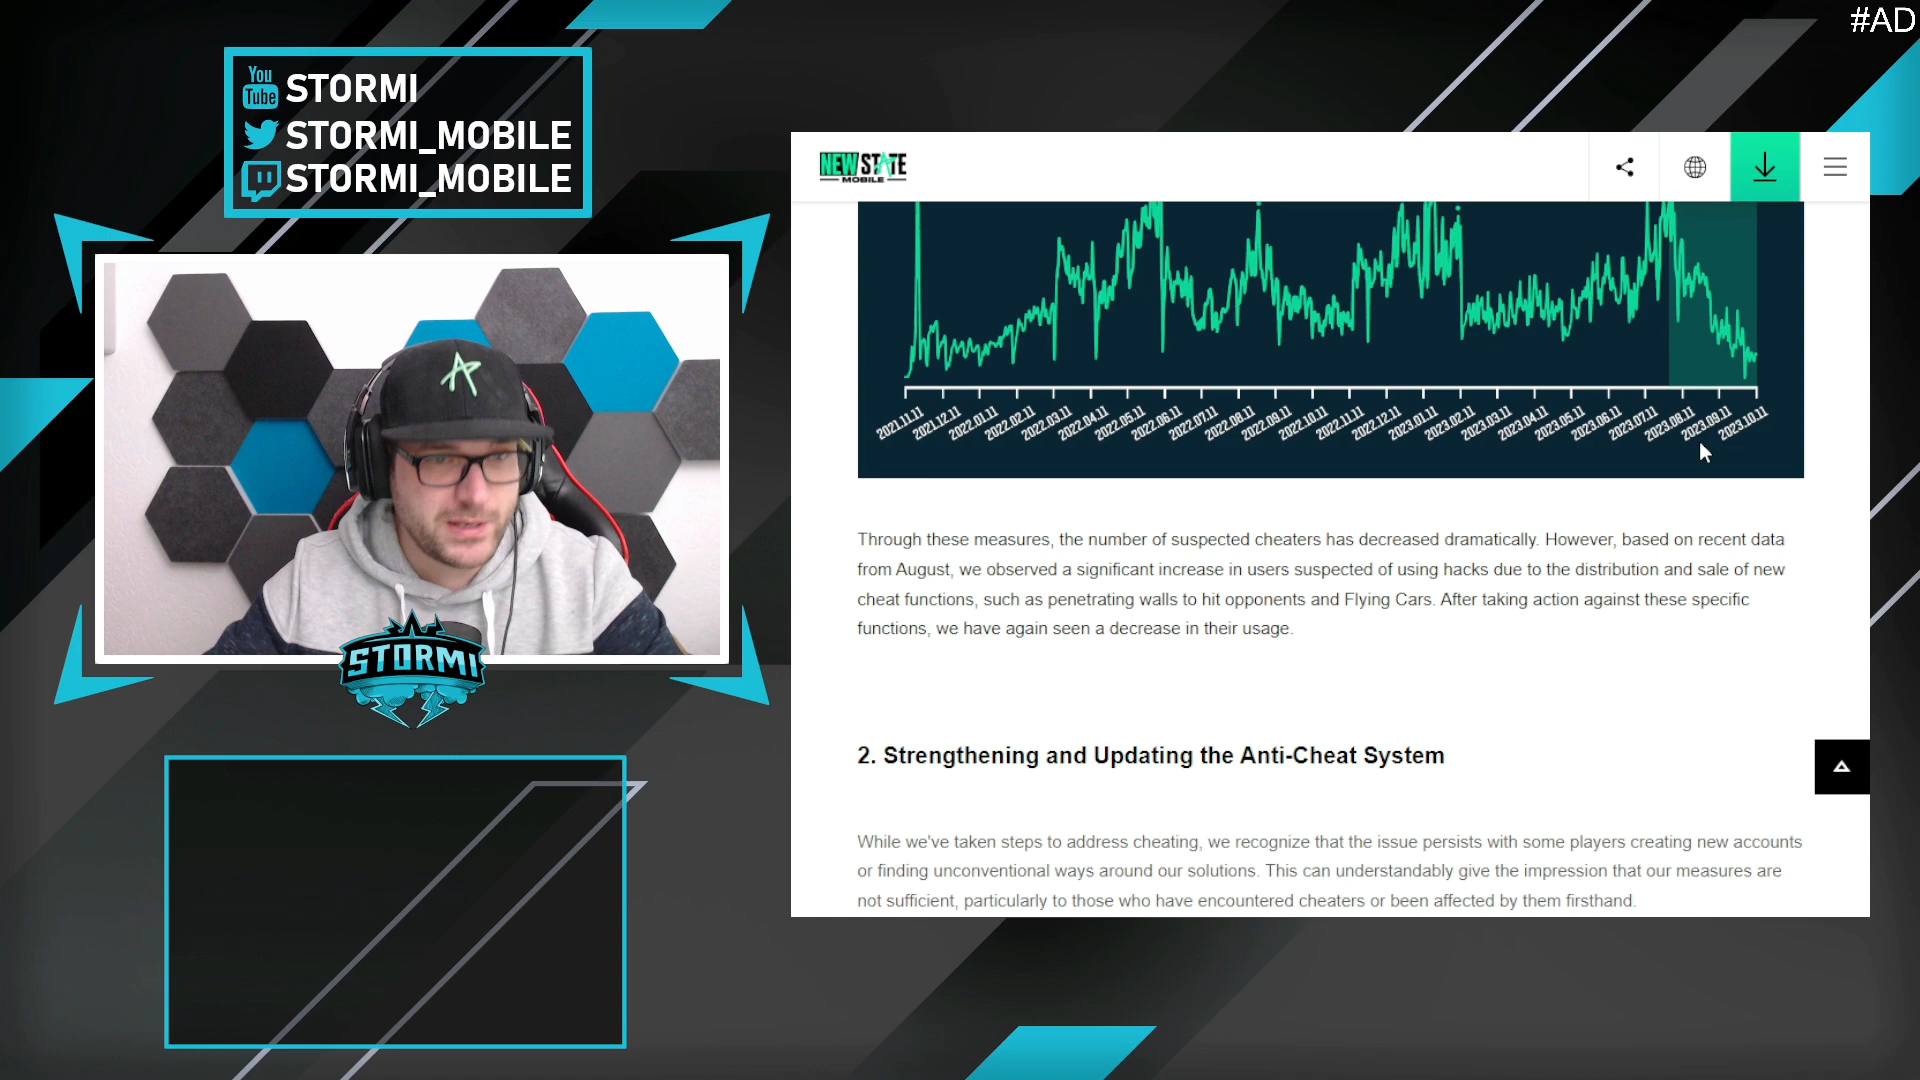 #AD
You
Tube
STORMI
STORMI_MOBILE
STORMI_MOBILE
NEW STATE
MOBILE
2021.11.11
2021.12.11
2022.01.11
2022.02.11
2022.03.11
2022.04.11
2022.05.11
2022.06.11
2022.07.11
2022.08.11
2022.09.11
2022.10.11
2022.11.11
2022.12.11
2023.01.11
2023.02.11
2023.03.11
2023.04.11
2023.05.11
2023.06.11
2023.07.11
2023.08.11
2023.09.11
2023.10.11
Through these measures, the number of suspected cheaters has decreased dramatically. However, based on recent data
from August, we observed a significant increase in users suspected of using hacks due to the distribution and sale of new
cheat functions, such as penetrating walls to hit opponents and Flying Cars. After taking action against these specific
functions, we have again seen a decrease in their usage.
STORMI
2. Strengthening and Updating the Anti-Cheat System
While we've taken steps to address cheating, we recognize that the issue persists with some players creating new accounts
or finding unconventional ways around our solutions. This can understandably give the impression that our measures are
not sufficient, particularly to those who have encountered cheaters or been affected by them firsthand.